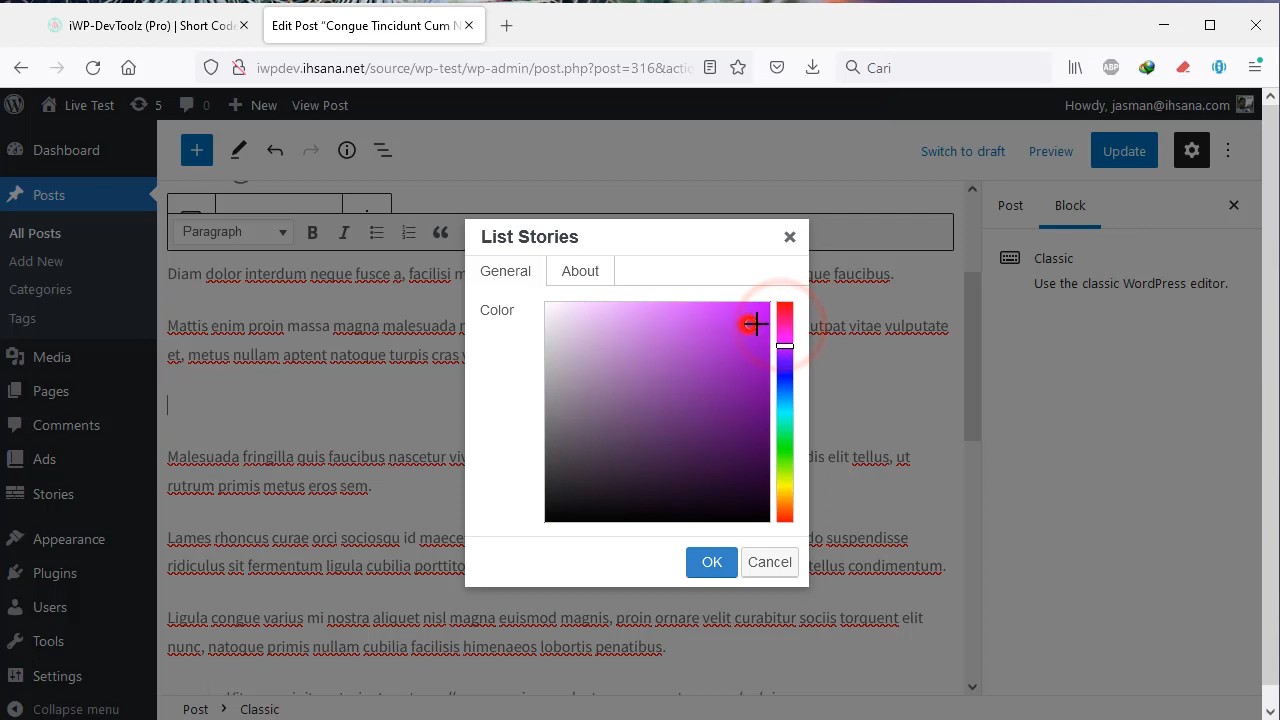 iWP-DevToolz (Pro) | Short Code
Edit Post "Congue Tincidunt Cum N
iwpdev.ihsana.net/source/wp-test/wp-admin/post.php?post=316&actio
Cari
ABP
Live Test
5
0
New
View Post
Howdy, jasman@ihsana.com
Dashboard
Posts
All Posts
Add New
Categories
Tags
Media
Pages
Comments
Ads
Stories
Appearance
Plugins
Users
Tools
Settings
Collapse menu
Switch to draft
Preview
Update
Paragraph
Diam dolor interdum neque fusce a, facilisi
que faucibus.
Mattis enim proin massa magna malesuada
utpat vitae vulputate
et, metus nullam aptent natoque turpis cras
Malesuada fringilla quis faucibus nascetur
dis elit tellus, ut
rutrum primis metus eros sem.
Lames rhoncus curae orci sociosqu id
do suspendisse
ridiculus sit fermentum ligula cubilia
tellus condimentum.
Ligula congue varius mi nostra aliquet nisl magna euismod magnis, proin ornare velit curabitur sociis torquent elit
nunc, natoque primis nullam cubilia facilisis himenaeos lobortis penatibus.
List Stories
General
About
Color
OK
Cancel
Post
Block
Classic
Use the classic WordPress editor.
Post
Classic